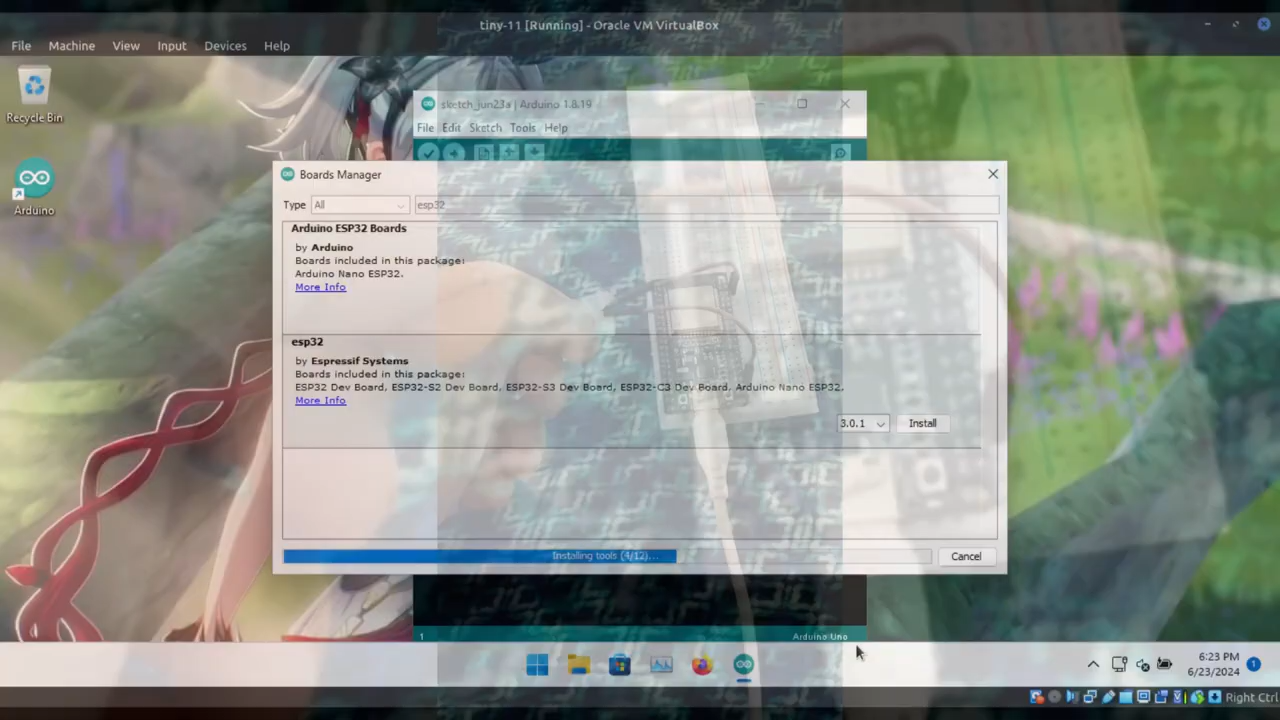 tiny-11 [Running] - Oracle VM VirtualBox
File Machine View Input Devices Help
Recycle Bin
Arduino
sketch_jun23a | Arduino 1.8.19
File Edit Sketch Tools Help
Boards Manager
Type All esp32
Arduino ESP32 Boards
by Arduino
Boards included in this package:
Arduino Nano ESP32.
More Info
esp32
by Espressif Systems
Boards included in this package:
ESP32 Dev Board, ESP32-S2 Dev Board, ESP32-S3 Dev Board, ESP32-C3 Dev Board, Arduino Nano ESP32.
More Info
3.0.1 Install
Installing tools (4/12)... Cancel
1 Arduino Uno
6:23 PM
6/23/2024 1
Right Ctrl